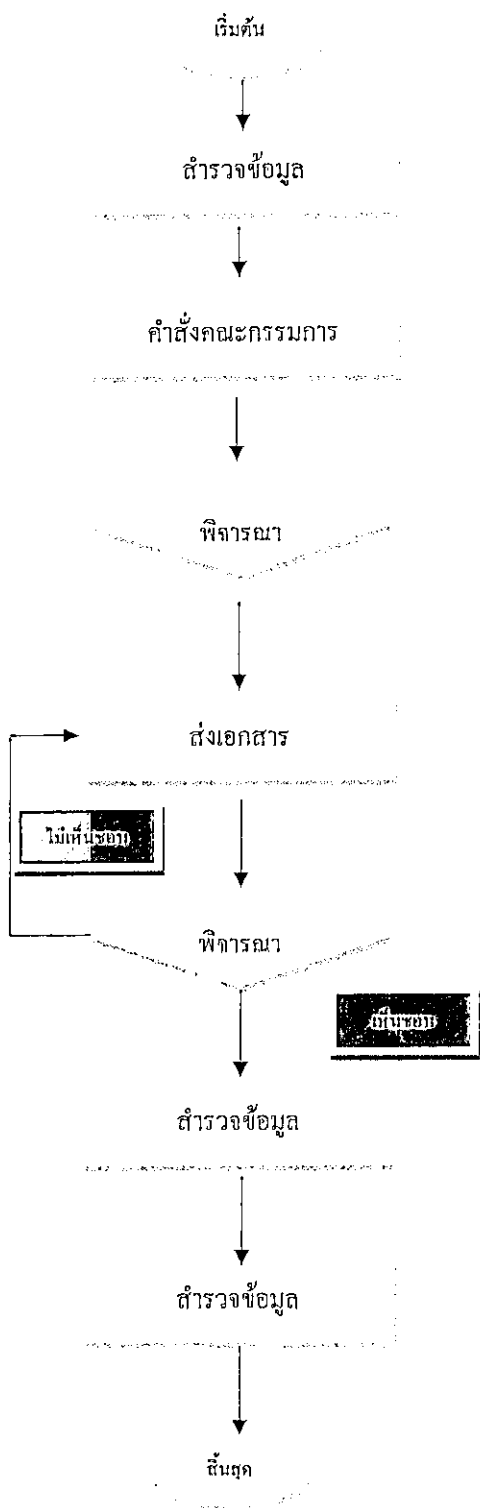 เริ่มต้น
สำรวจข้อมูล
คำสั่งคณะกรรมการ
พิจารณา
ส่งเอกสาร
ไม่เห็นชอบ
พิจารณา
เห็นชอบ
สำรวจข้อมูล
สำรวจข้อมูล
สิ้นสุด